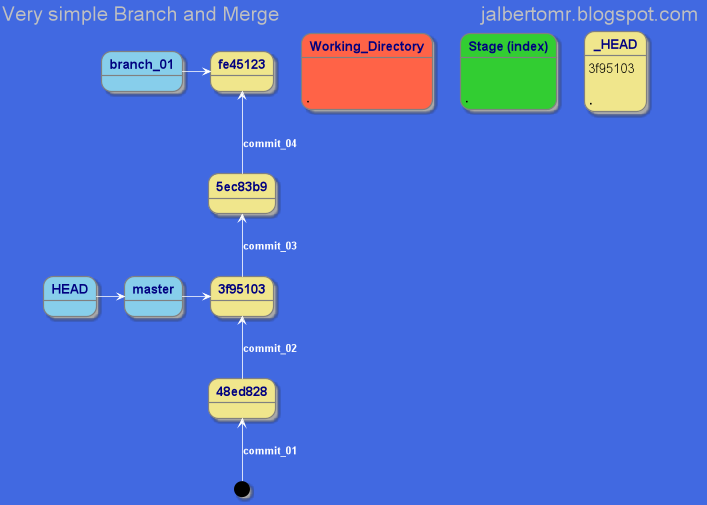 Very simple Branch and Merge
jalbertomr.blogspot.com
branch_01
fe45123
Working_Directory
.
Stage (index)
.
_HEAD
3f95103
.
commit_04
5ec83b9
commit_03
HEAD
master
3f95103
commit_02
48ed828
commit_01